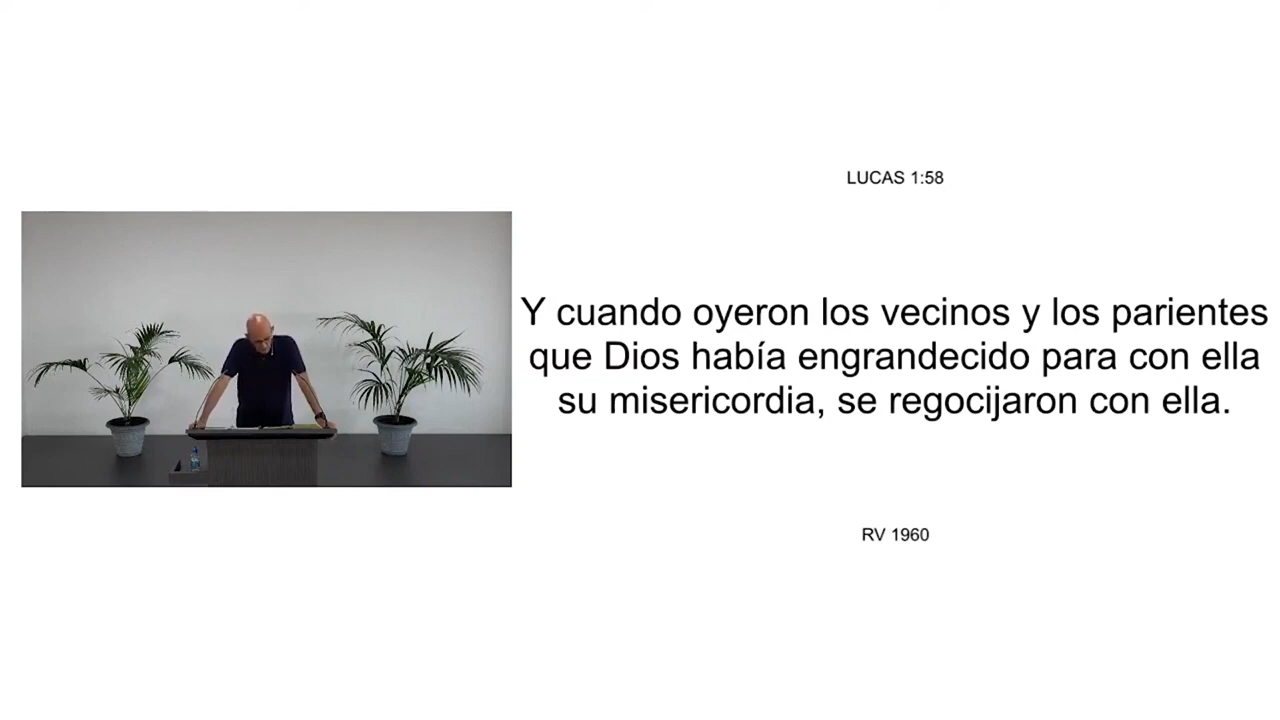 LUCAS 1:58
Y cuando oyeron los vecinos y los parientes
que Dios había engrandecido para con ella
su misericordia, se regocijaron con ella.
RV 1960